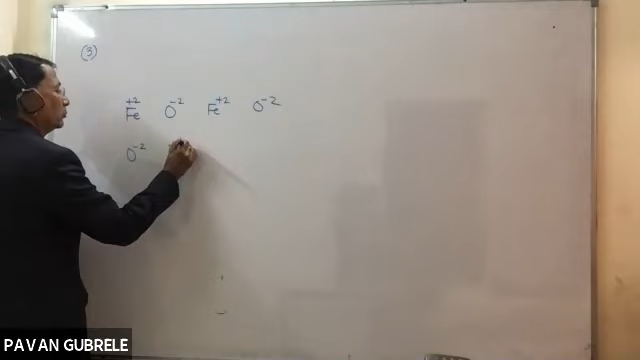 (3)
Fe⁺² O⁻² Fe⁺² O⁻²
O⁻²
PAVAN GUBRELE